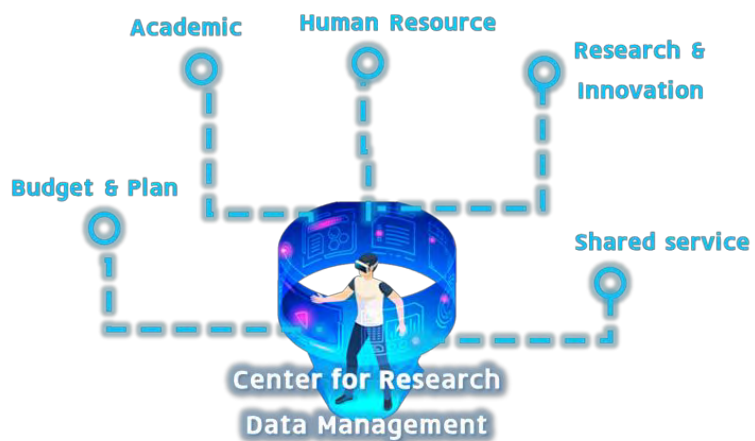 Academic
Human Resource
Research &
Innovation
Budget & Plan
Shared service
Center for Research
Data Management